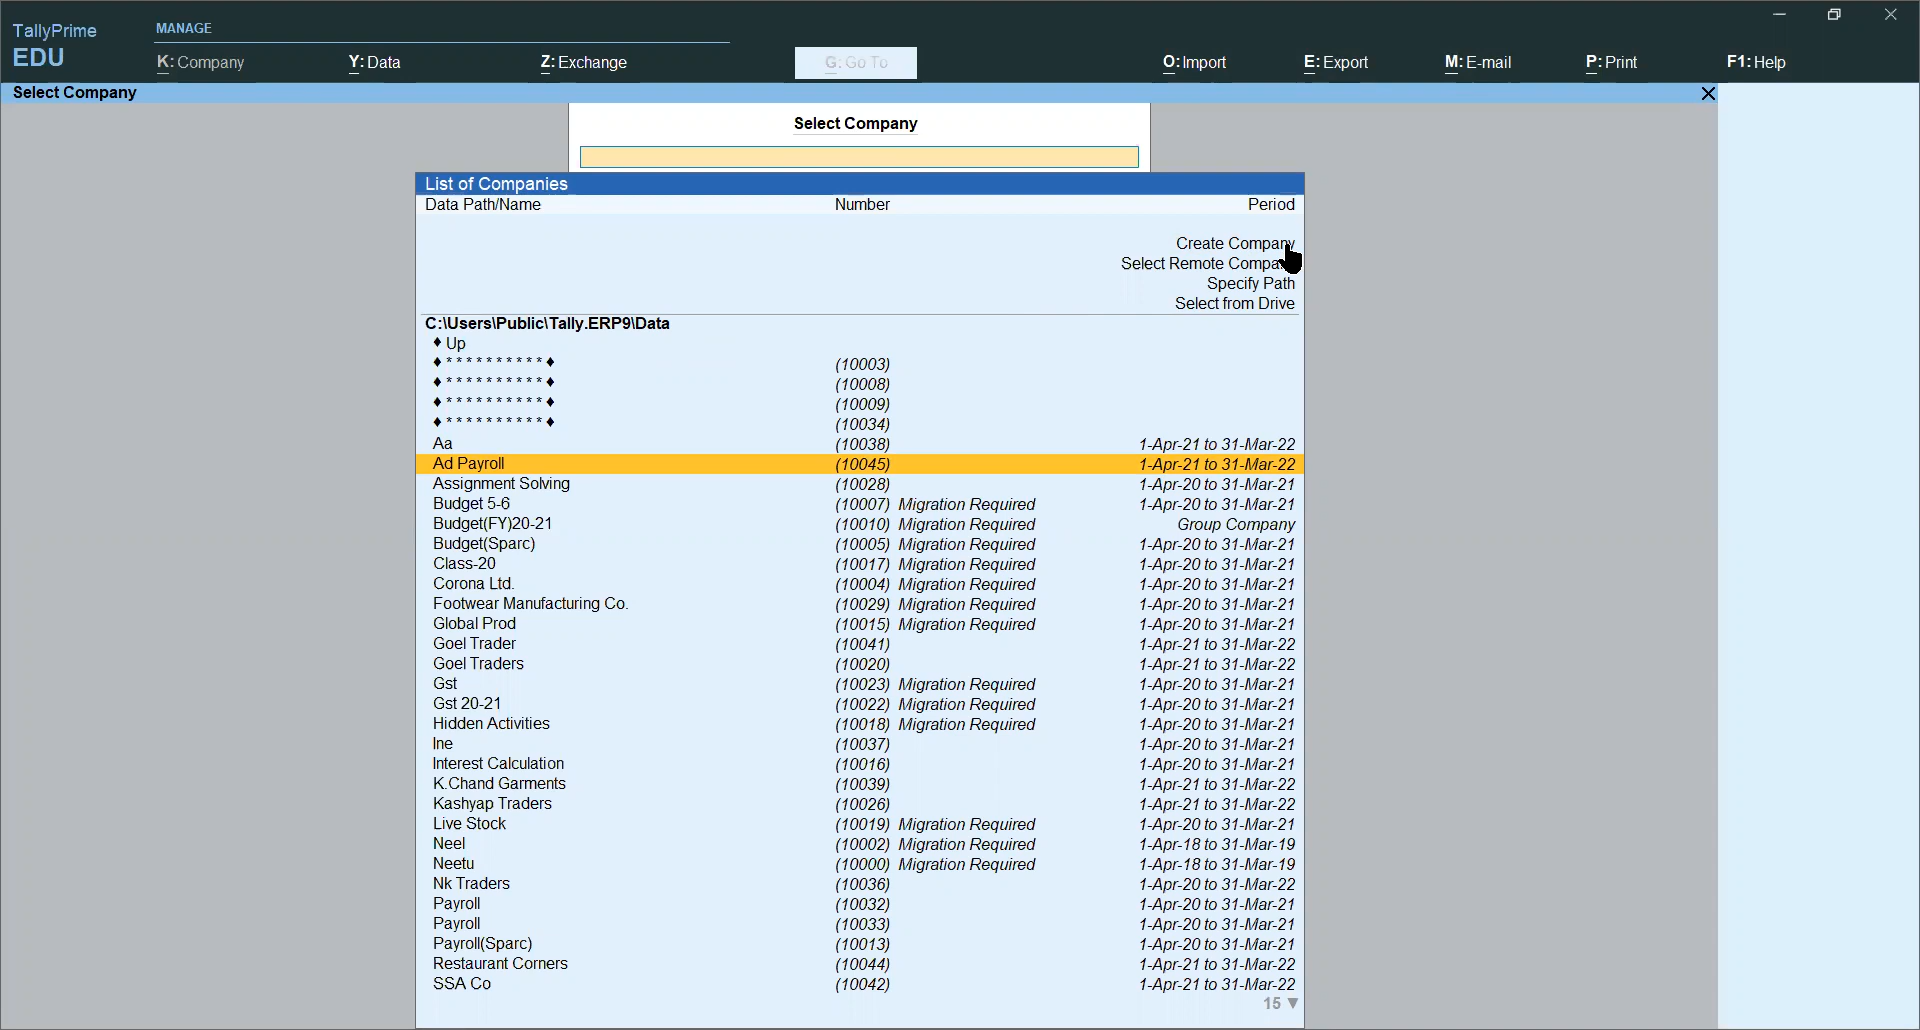 TallyPrime
EDU
MANAGE
K: Company
Y: Data
Z: Exchange
G: Go To
O: Import
E: Export
M: E-mail
P: Print
F1: Help
Select Company
Select Company
List of Companies
Data Path/Name Number Period
Create Company
Select Remote Compa
Specify Path
Select from Drive
C:\Users\Public\Tally.ERP9\Data
♦ Up
♦ * * * * * * * * * * ♦ (10003)
♦ * * * * * * * * * * ♦ (10008)
♦ * * * * * * * * * * ♦ (10009)
♦ * * * * * * * * * * ♦ (10034)
Aa (10038) 1-Apr-21 to 31-Mar-22
Ad Payroll (10045) 1-Apr-21 to 31-Mar-22
Assignment Solving (10028) 1-Apr-20 to 31-Mar-21
Budget 5-6 (10007) Migration Required 1-Apr-20 to 31-Mar-21
Budget(FY)20-21 (10010) Migration Required Group Company
Budget(Sparc) (10005) Migration Required 1-Apr-20 to 31-Mar-21
Class-20 (10017) Migration Required 1-Apr-20 to 31-Mar-21
Corona Ltd. (10004) Migration Required 1-Apr-20 to 31-Mar-21
Footwear Manufacturing Co. (10029) Migration Required 1-Apr-20 to 31-Mar-21
Global Prod (10015) Migration Required 1-Apr-20 to 31-Mar-21
Goel Trader (10041) 1-Apr-21 to 31-Mar-22
Goel Traders (10020) 1-Apr-21 to 31-Mar-22
Gst (10023) Migration Required 1-Apr-20 to 31-Mar-21
Gst 20-21 (10022) Migration Required 1-Apr-20 to 31-Mar-21
Hidden Activities (10018) Migration Required 1-Apr-20 to 31-Mar-21
Ine (10037) 1-Apr-20 to 31-Mar-21
Interest Calculation (10016) 1-Apr-20 to 31-Mar-21
K.Chand Garments (10039) 1-Apr-21 to 31-Mar-22
Kashyap Traders (10026) 1-Apr-21 to 31-Mar-22
Live Stock (10019) Migration Required 1-Apr-20 to 31-Mar-21
Neel (10002) Migration Required 1-Apr-18 to 31-Mar-19
Neetu (10000) Migration Required 1-Apr-18 to 31-Mar-19
Nk Traders (10036) 1-Apr-20 to 31-Mar-22
Payroll (10032) 1-Apr-20 to 31-Mar-21
Payroll (10033) 1-Apr-20 to 31-Mar-21
Payroll(Sparc) (10013) 1-Apr-20 to 31-Mar-21
Restaurant Corners (10044) 1-Apr-21 to 31-Mar-22
SSA Co (10042) 1-Apr-21 to 31-Mar-22
15 ▼